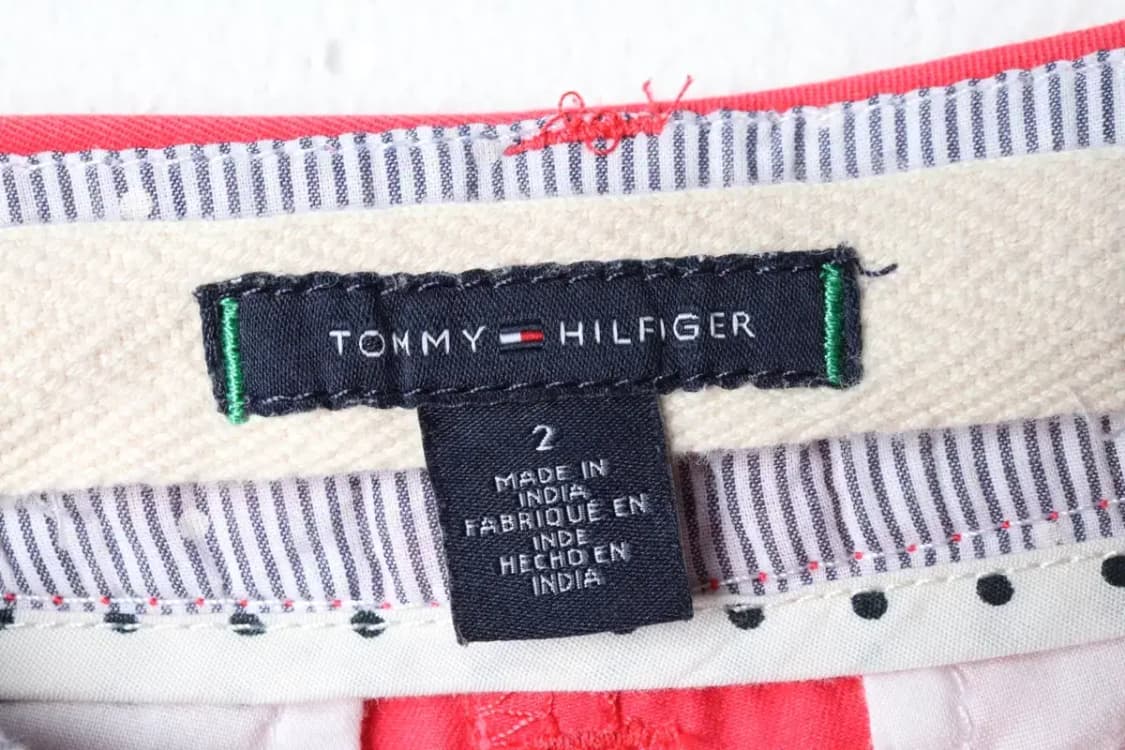 TOMMY HILFIGER
2
MADE IN
INDIA
FABRIQUE EN
INDE
HECHO EN
INDIA